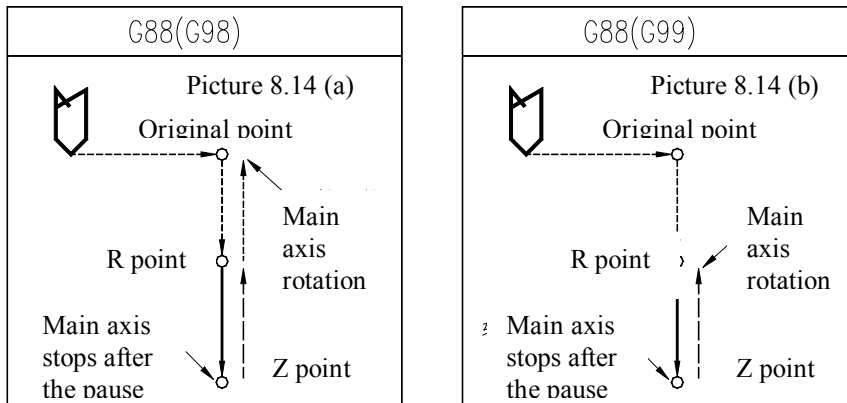 G88(G98)
Picture 8.14 (a)
Original point
Main
axis
rotation
R point
Main axis
stops after
the pause
Z point
G88(G99)
Picture 8.14 (b)
Original point
Main
axis
rotation
R point
Main axis
stops after
the pause
Z point